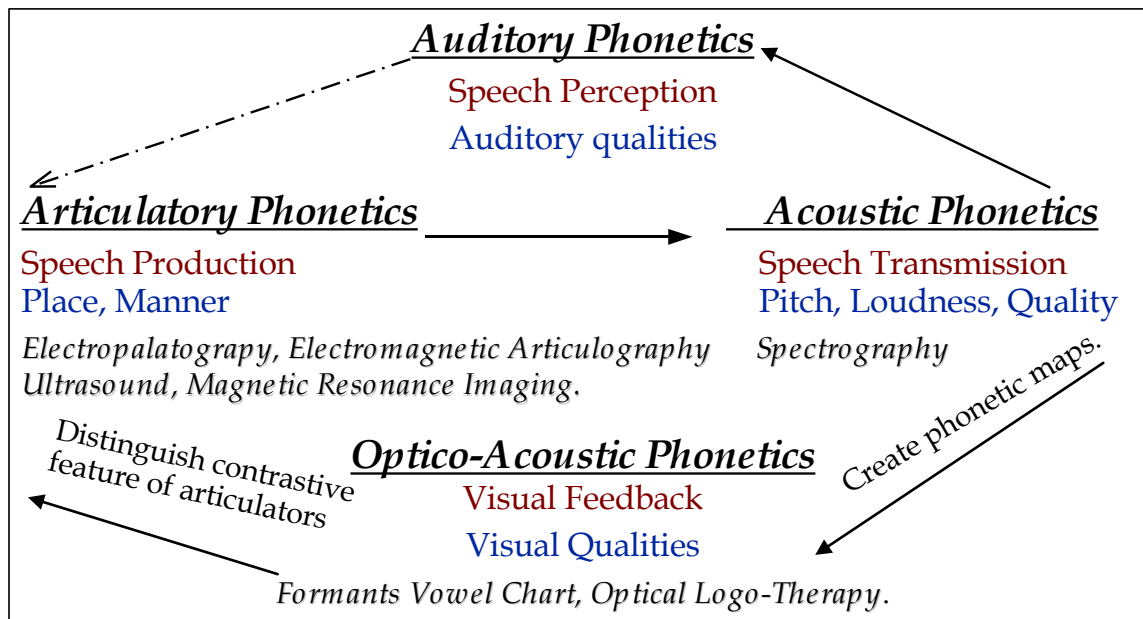 Auditory Phonetics
Speech Perception
Auditory qualities
Articulatory Phonetics
Speech Production
Place, Manner
Electropalatograpy, Electromagnetic Articulography
Ultrasound, Magnetic Resonance Imaging.
Acoustic Phonetics
Speech Transmission
Pitch, Loudness, Quality
Spectrography
Create phonetic maps.
Distinguish contrastive
feature of articulators
Optico-Acoustic Phonetics
Visual Feedback
Visual Qualities
Formants Vowel Chart, Optical Logo-Therapy.